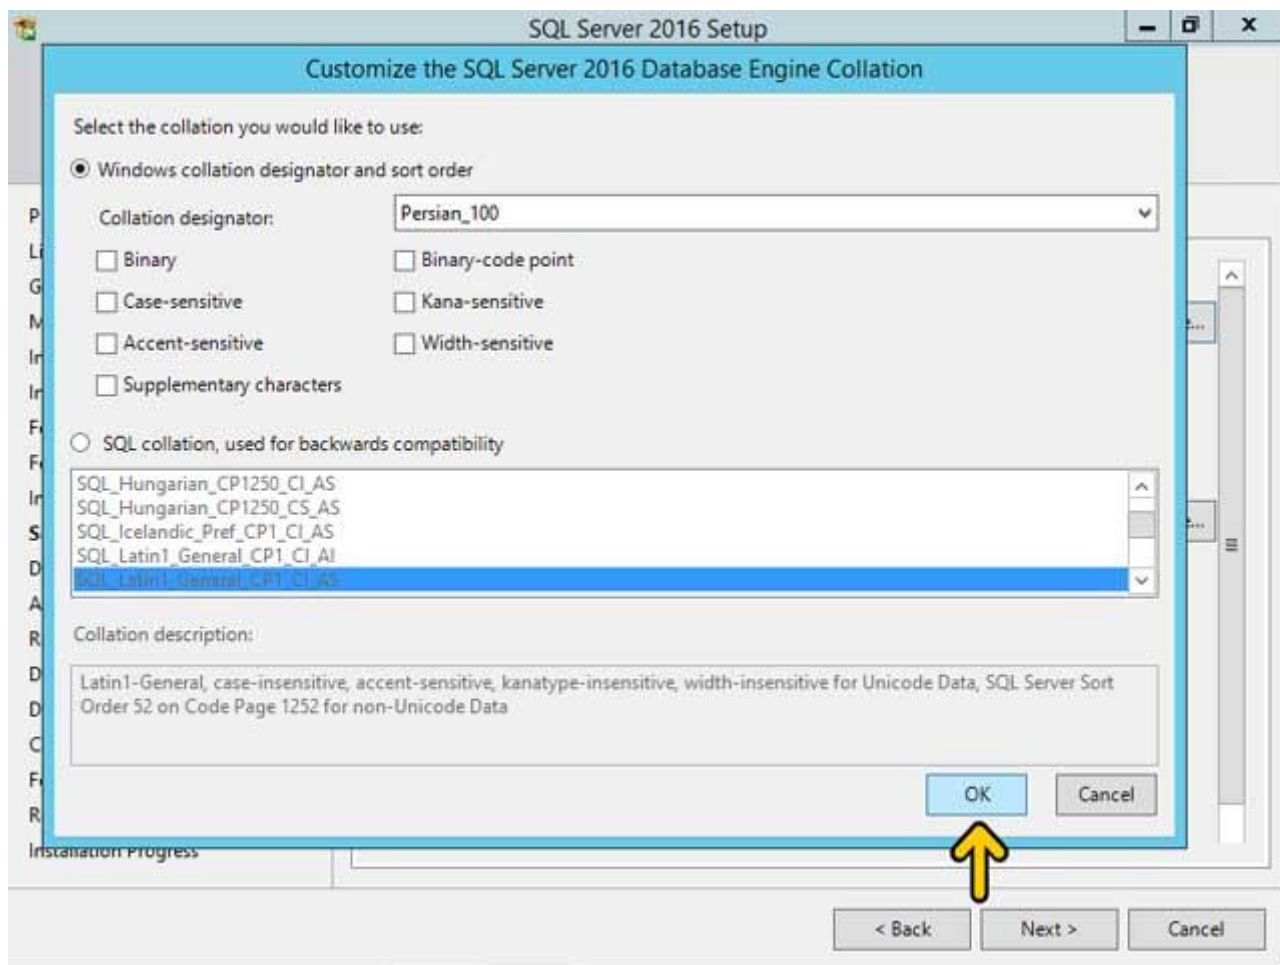 SQL Server 2016 Setup
Customize the SQL Server 2016 Database Engine Collation
Select the collation you would like to use:
Windows collation designator and sort order
Collation designator:
Persian_100
Binary
Binary-code point
Case-sensitive
Kana-sensitive
Accent-sensitive
Width-sensitive
Supplementary characters
SQL collation, used for backwards compatibility
SQL_Hungarian_CP1250_CI_AS
SQL_Hungarian_CP1250_CS_AS
SQL_Icelandic_Pref_CP1_CI_AS
SQL_Latin1_General_CP1_CI_AI
SQL_Latin1_General_CP1_CI_AS
Collation description:
Latin1-General, case-insensitive, accent-sensitive, kanatype-insensitive, width-insensitive for Unicode Data, SQL Server Sort
Order 52 on Code Page 1252 for non-Unicode Data
OK
Cancel
Installation Progress
< Back
Next >
Cancel